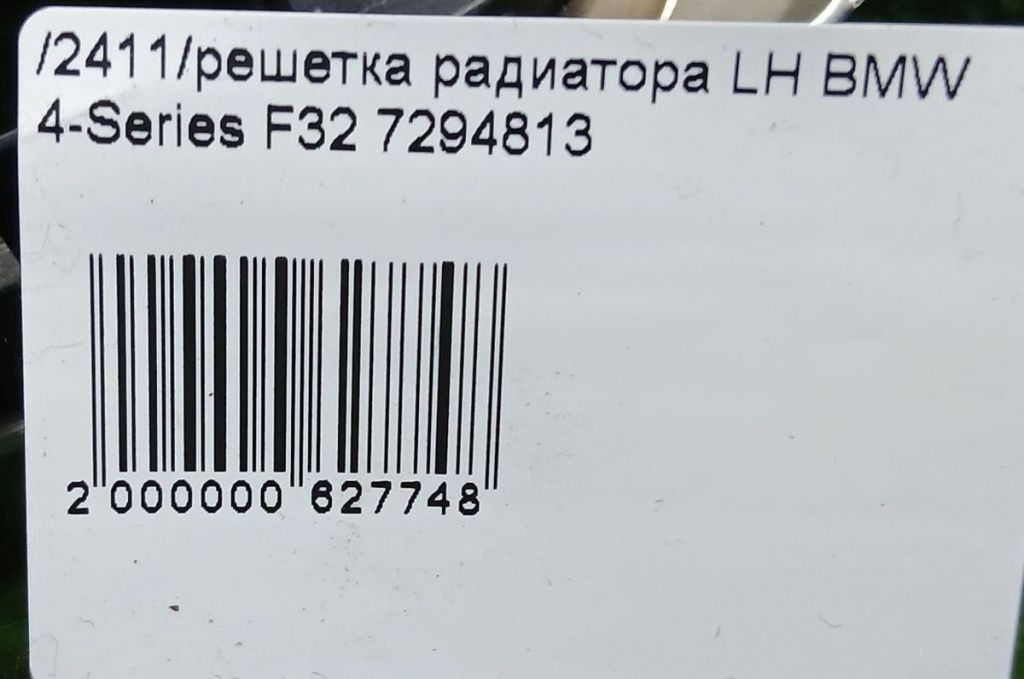 /2411/решетка радиатора LH BMW
4-Series F32 7294813
2 000000 627748